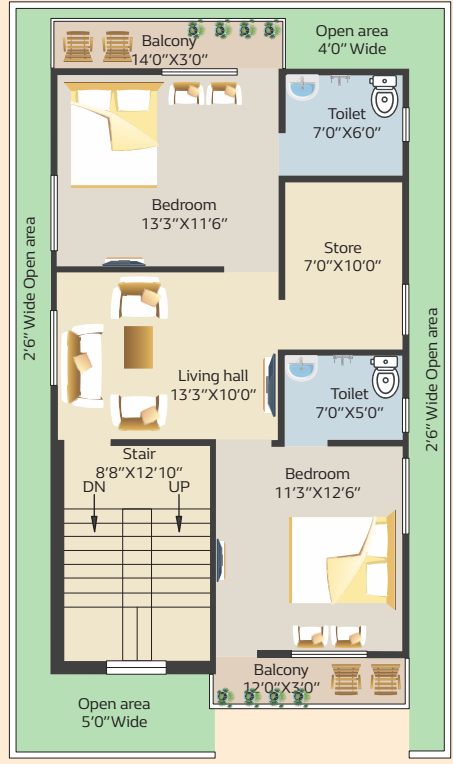 Open area
4'0" Wide
Balcony
14'0"X3'0"
Toilet
7'0"X6'0"
Bedroom
13'3"X11'6"
Store
7'0"X10'0"
2'6" Wide Open area
2'6" Wide Open area
Living hall
13'3"X10'0"
Toilet
7'0"X5'0"
Stair
8'8"X12'10"
DN
UP
Bedroom
11'3"X12'6"
Balcony
12'0"X3'0"
Open area
5'0"Wide